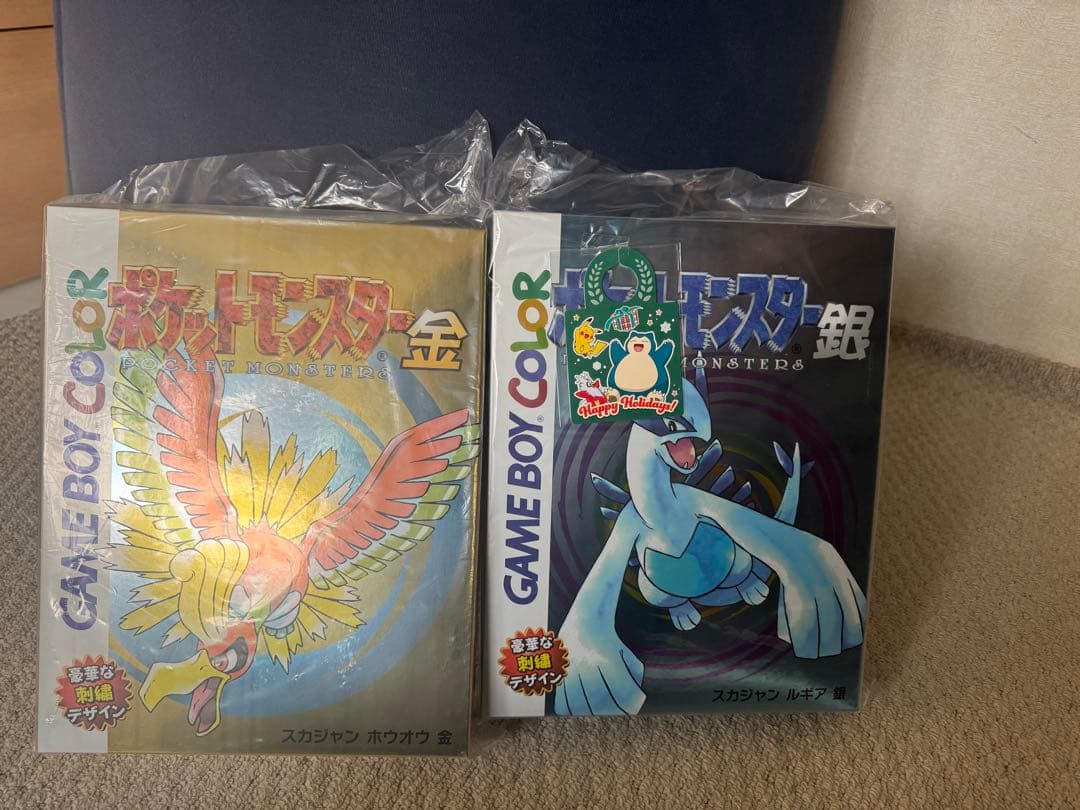 GAME BOY COLOR
ポケットモンスター金
POCKET MONSTERS
豪華な
刺繍
デザイン
スカジャン ホウオウ 金
GAME BOY COLOR
モンスター銀
MONSTERS
Happy Holidays!
豪華な
刺繍
デザイン
スカジャン ルギア 銀